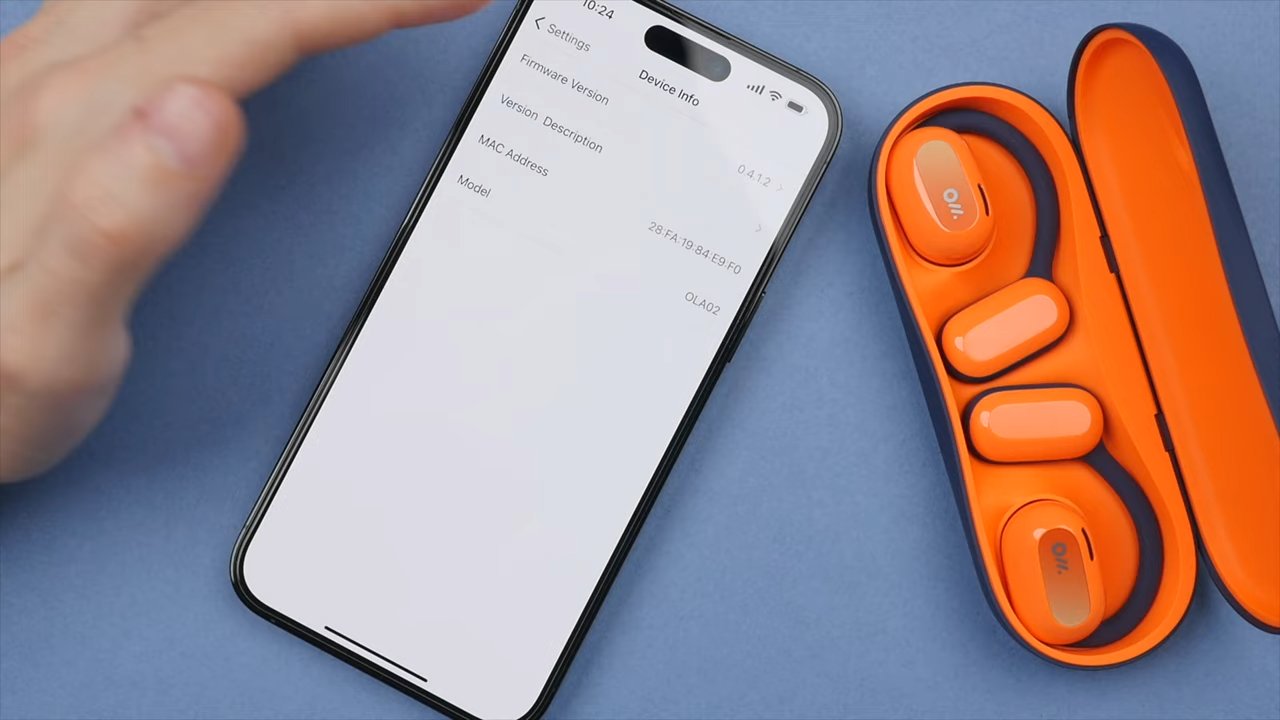 10:24
Settings
Device Info
Firmware Version
0.4.1.2
Version Description
MAC Address
28:FA:19:84:E9:F0
Model
OLA02